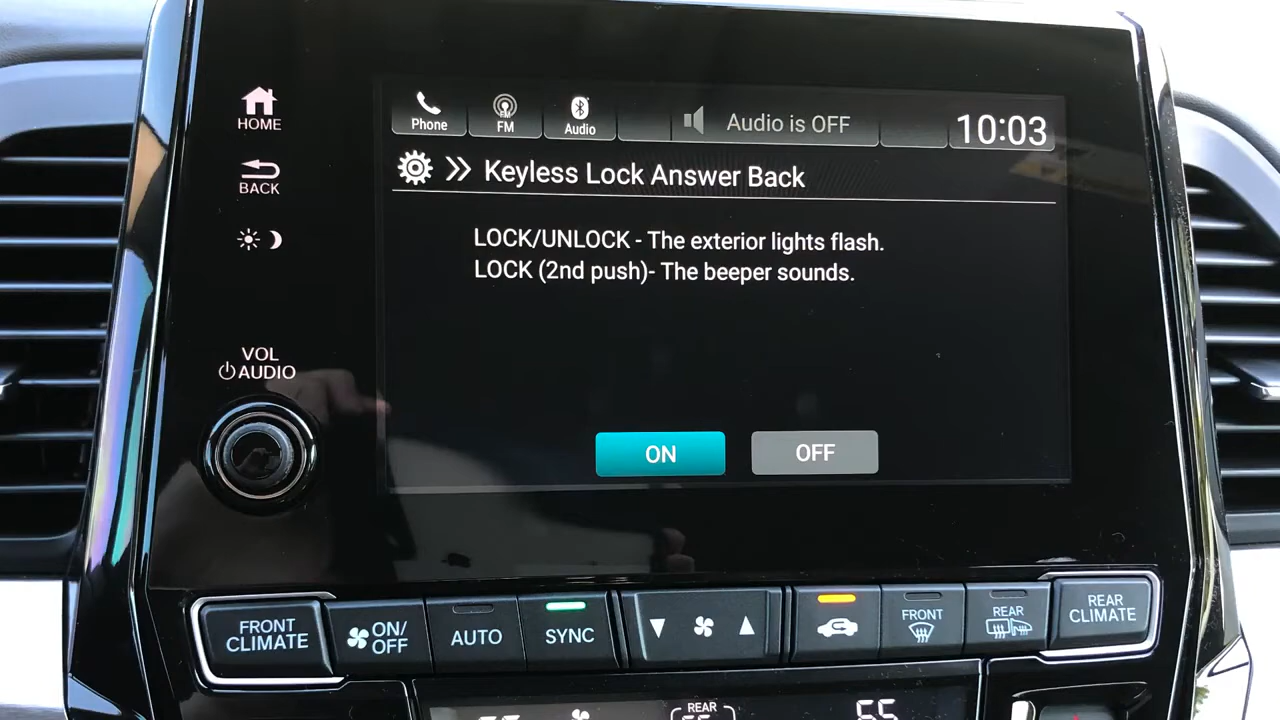 HOME
BACK
Phone
FM
Audio
Audio is OFF
10:03
Keyless Lock Answer Back
LOCK/UNLOCK - The exterior lights flash.
LOCK (2nd push)- The beeper sounds.
VOL
AUDIO
ON
OFF
FRONT
CLIMATE
ON/
OFF
AUTO
SYNC
FRONT
REAR
REAR
CLIMATE
REAR